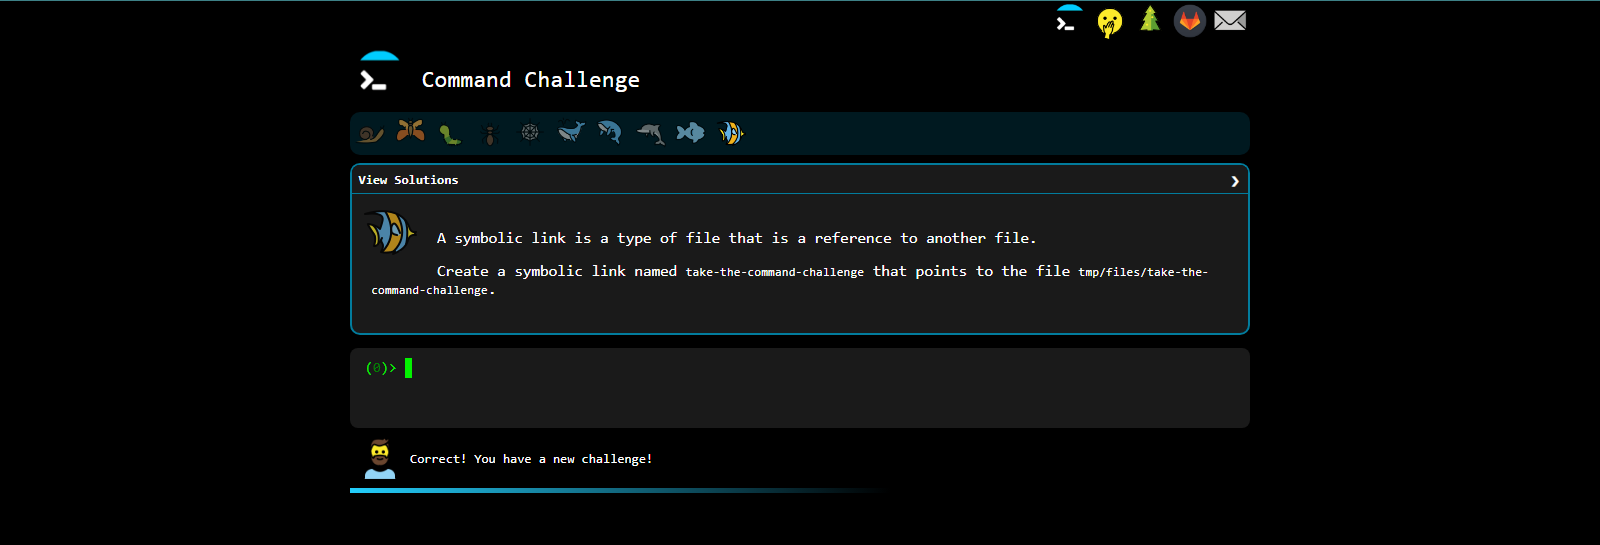 Command Challenge
View Solutions
A symbolic link is a type of file that is a reference to another file.
Create a symbolic link named take-the-command-challenge that points to the file tmp/files/take-the-
command-challenge.
(0)>
Correct! You have a new challenge!